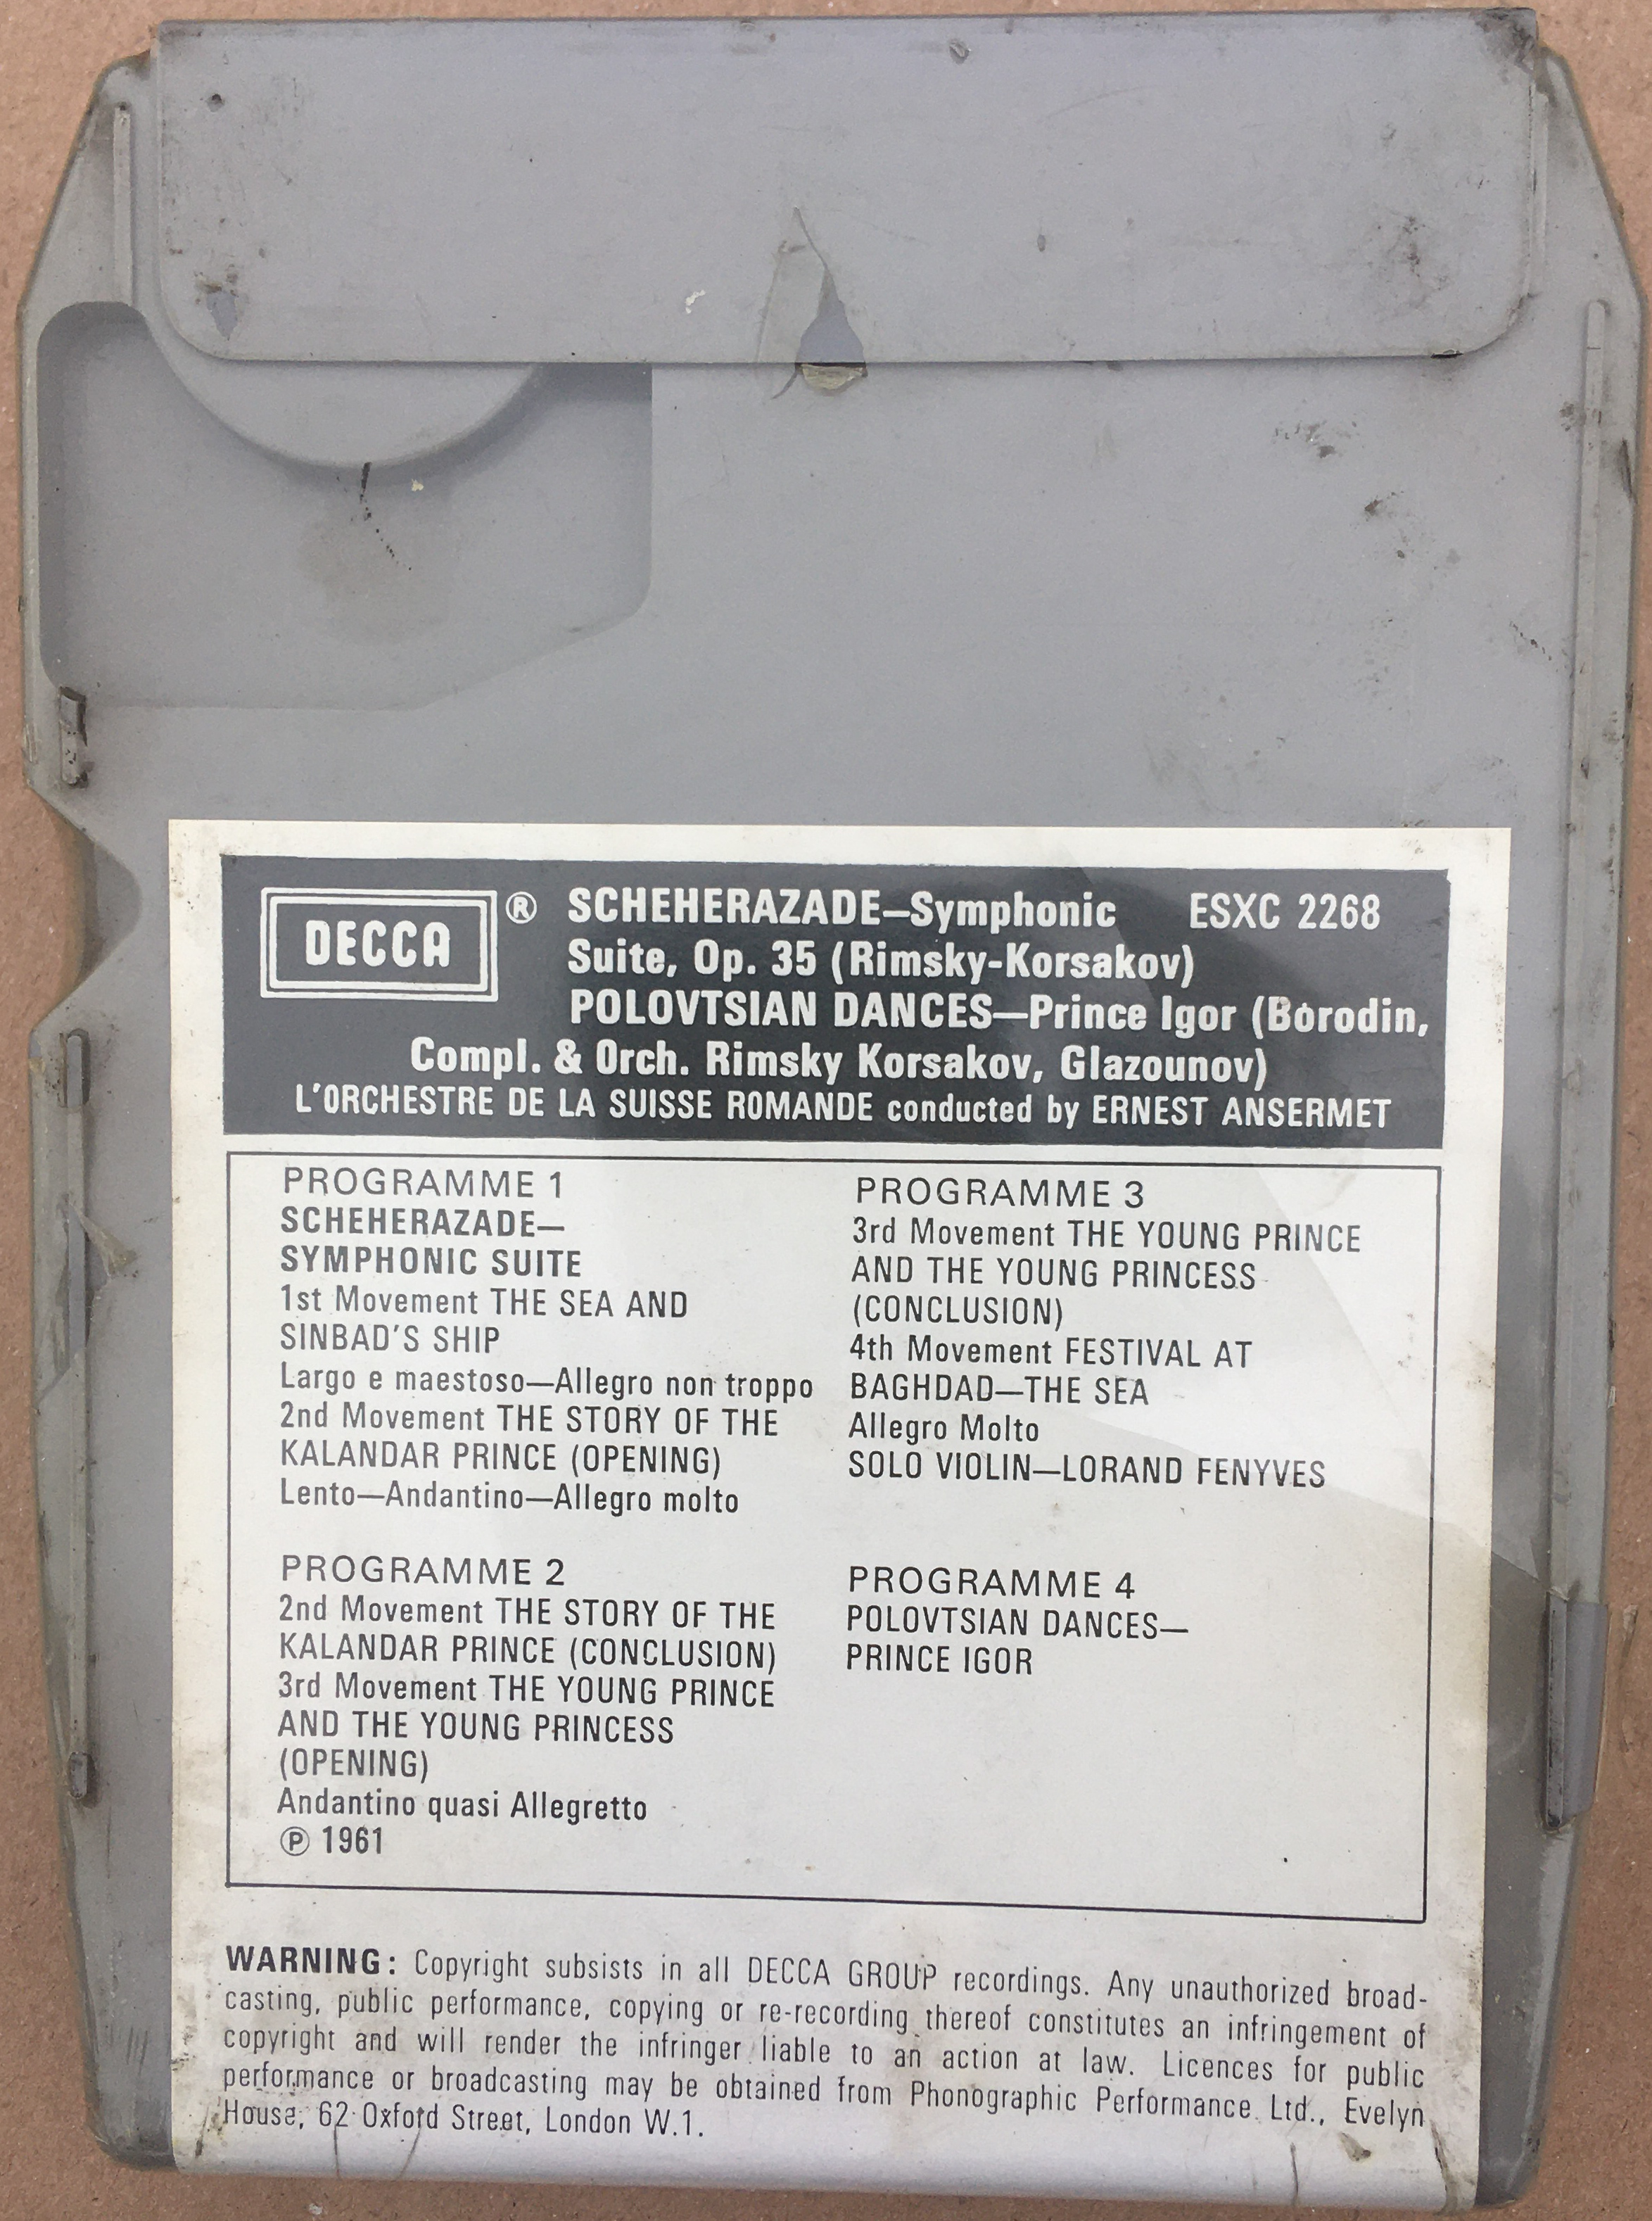 DECCA ®
SCHEHERAZADE—Symphonic ESXC 2268
Suite, Op. 35 (Rimsky-Korsakov)
POLOVTSIAN DANCES—Prince Igor (Borodin,
Compl. & Orch. Rimsky Korsakov, Glazounov)
L'ORCHESTRE DE LA SUISSE ROMANDE conducted by ERNEST ANSERMET
PROGRAMME 1
SCHEHERAZADE—
SYMPHONIC SUITE
1st Movement THE SEA AND
SINBAD'S SHIP
Largo e maestoso—Allegro non troppo
2nd Movement THE STORY OF THE
KALANDAR PRINCE (OPENING)
Lento—Andantino—Allegro molto
PROGRAMME 2
2nd Movement THE STORY OF THE
KALANDAR PRINCE (CONCLUSION)
3rd Movement THE YOUNG PRINCE
AND THE YOUNG PRINCESS
(OPENING)
Andantino quasi Allegretto
℗ 1961
PROGRAMME 3
3rd Movement THE YOUNG PRINCE
AND THE YOUNG PRINCESS
(CONCLUSION)
4th Movement FESTIVAL AT
BAGHDAD—THE SEA
Allegro Molto
SOLO VIOLIN—LORAND FENYVES
PROGRAMME 4
POLOVTSIAN DANCES—
PRINCE IGOR
WARNING: Copyright subsists in all DECCA GROUP recordings. Any unauthorized broad-
casting, public performance, copying or re-recording thereof constitutes an infringement of
copyright and will render the infringer liable to an action at law. Licences for public
performance or broadcasting may be obtained from Phonographic Performance Ltd., Evelyn
House, 62 Oxford Street, London W.1.